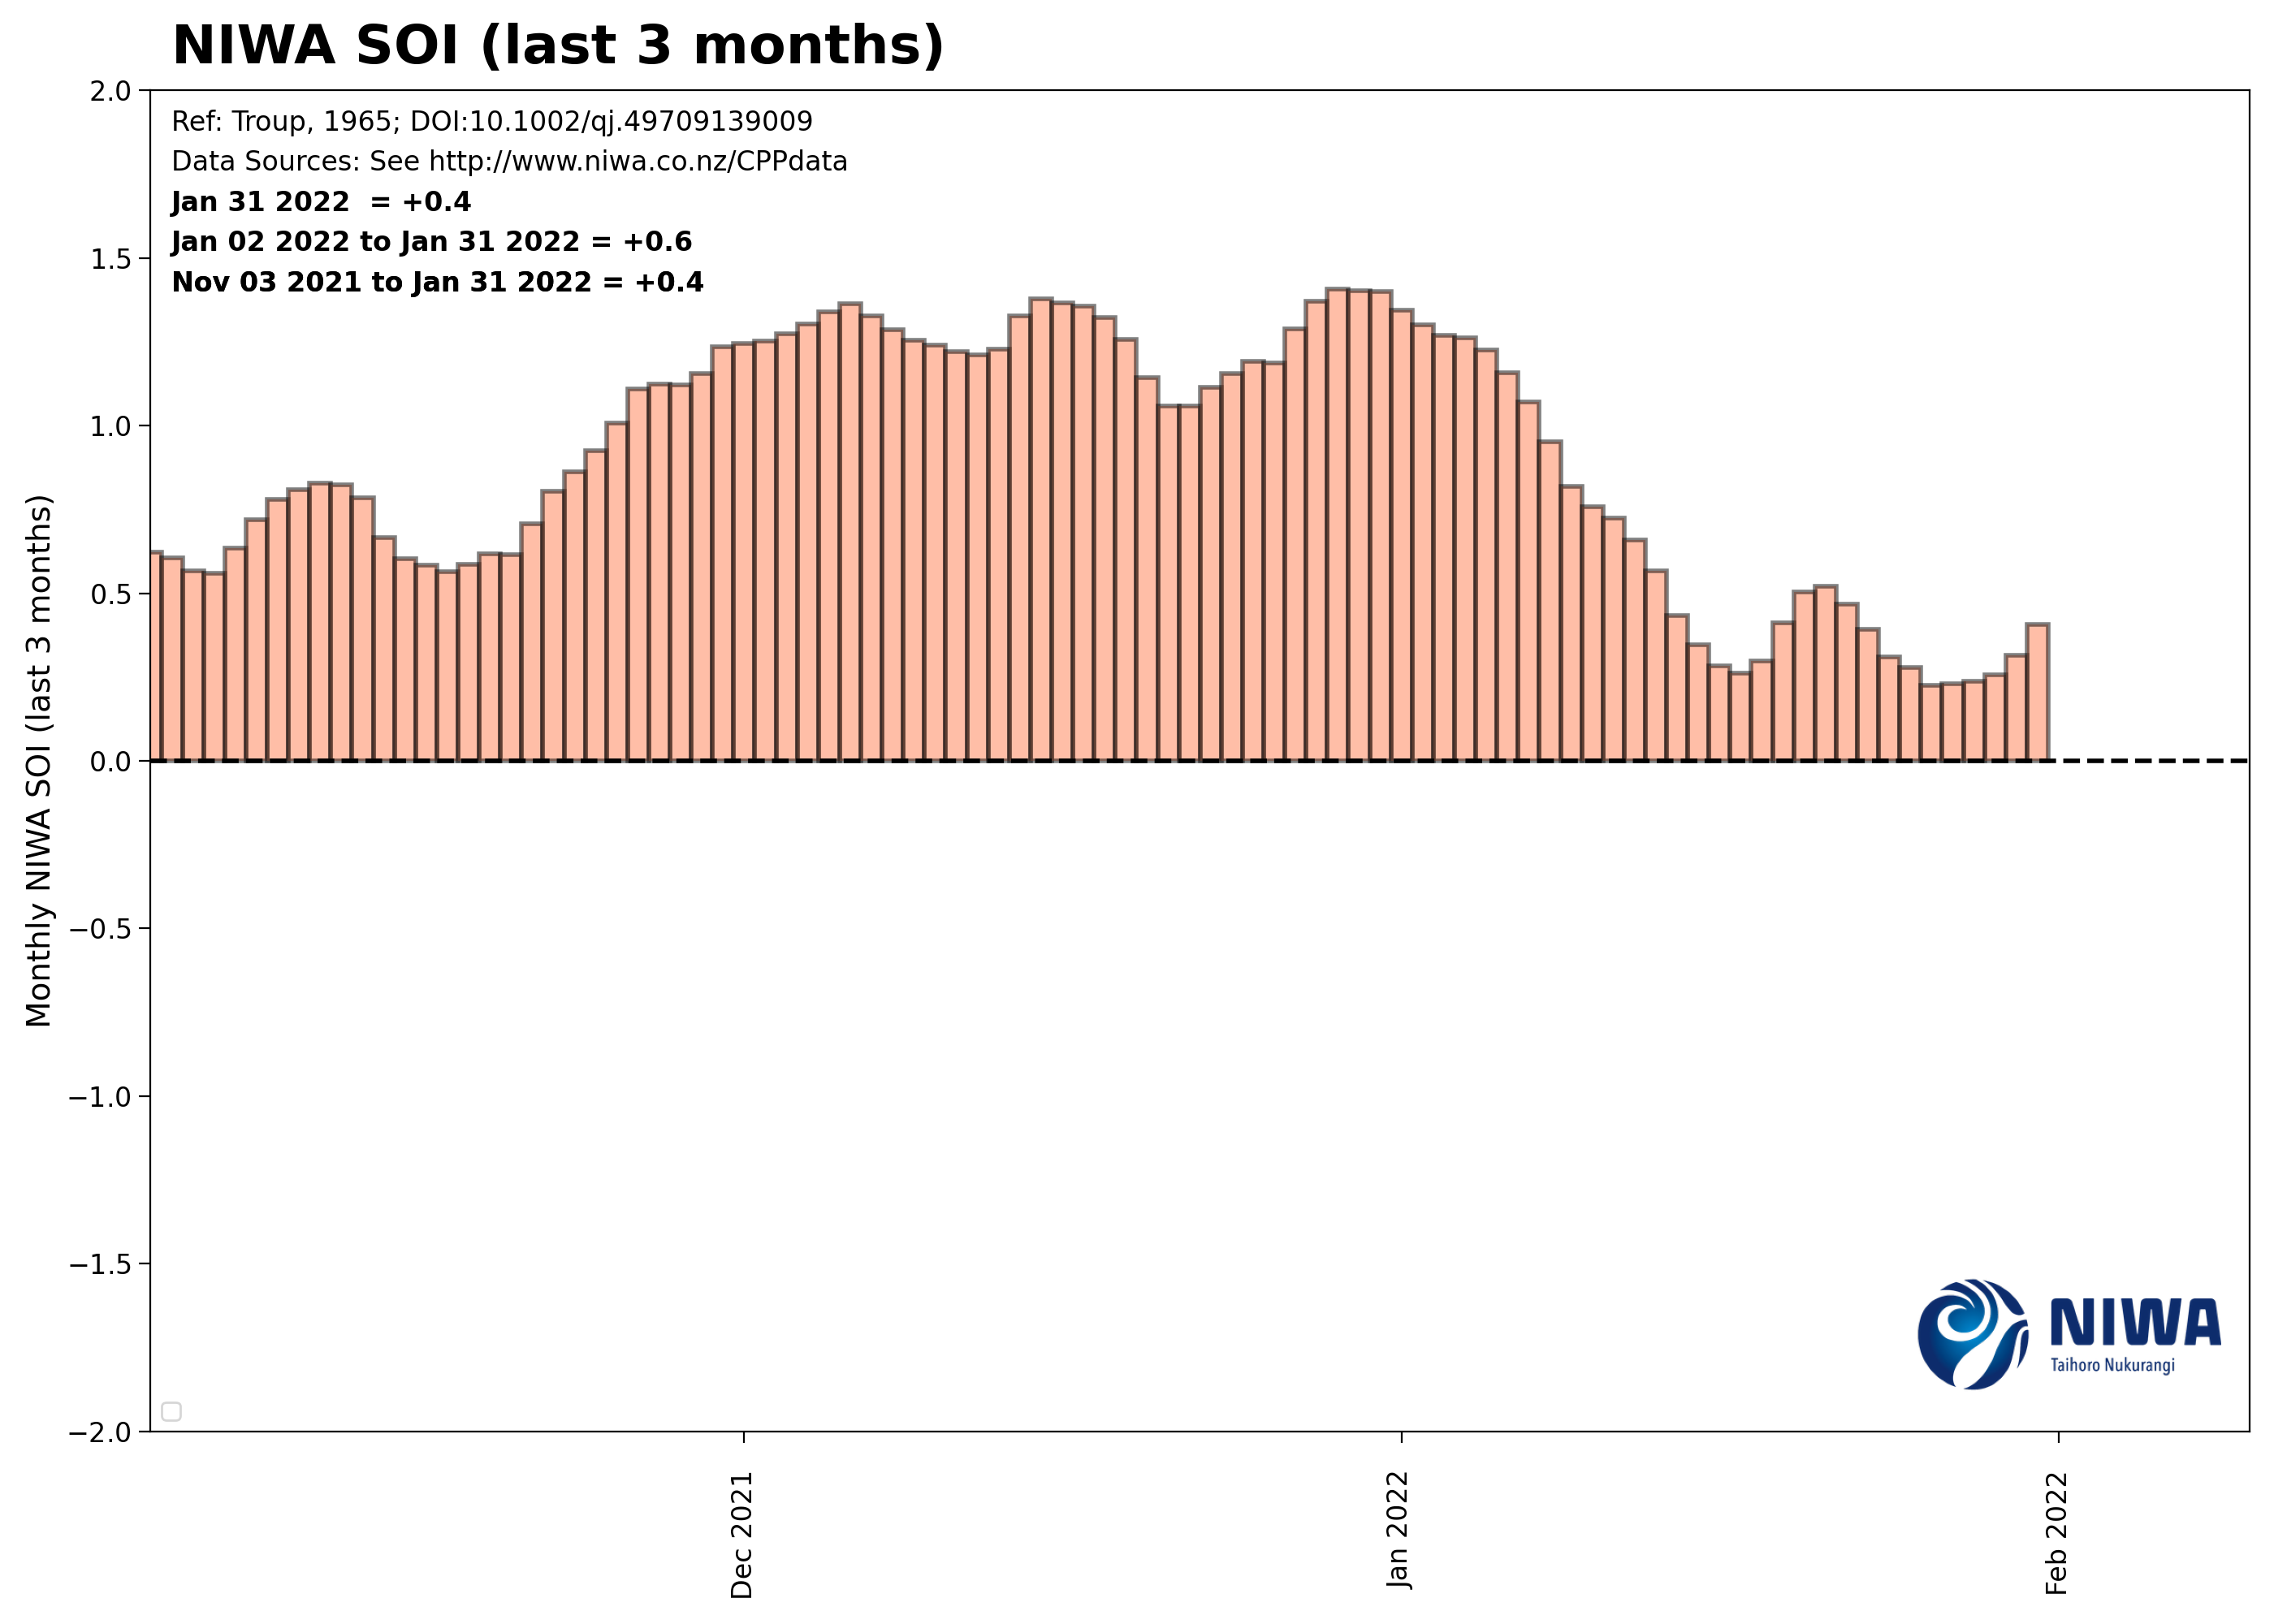 NIWA SOI (last 3 months)
Ref: Troup, 1965; DOI:10.1002/qj.49709139009
Data Sources: See http://www.niwa.co.nz/CPPdata
Jan 31 2022  = +0.4
Jan 02 2022 to Jan 31 2022 = +0.6
Nov 03 2021 to Jan 31 2022 = +0.4
Monthly NIWA SOI (last 3 months)
2.0
1.5
1.0
0.5
0.0
−0.5
−1.0
−1.5
−2.0
NIWA
Taihoro Nukurangi
Dec 2021
Jan 2022
Feb 2022